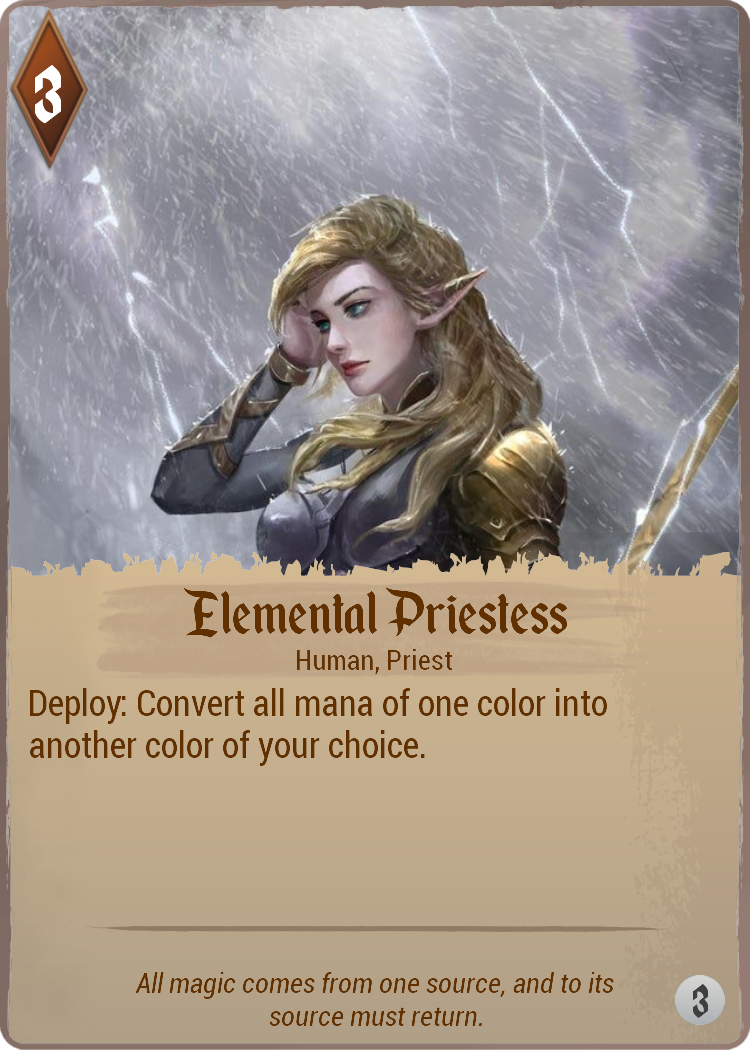 3
Elemental Priestess
Human, Priest
Deploy: Convert all mana of one color into
another color of your choice.
All magic comes from one source, and to its
source must return.
3